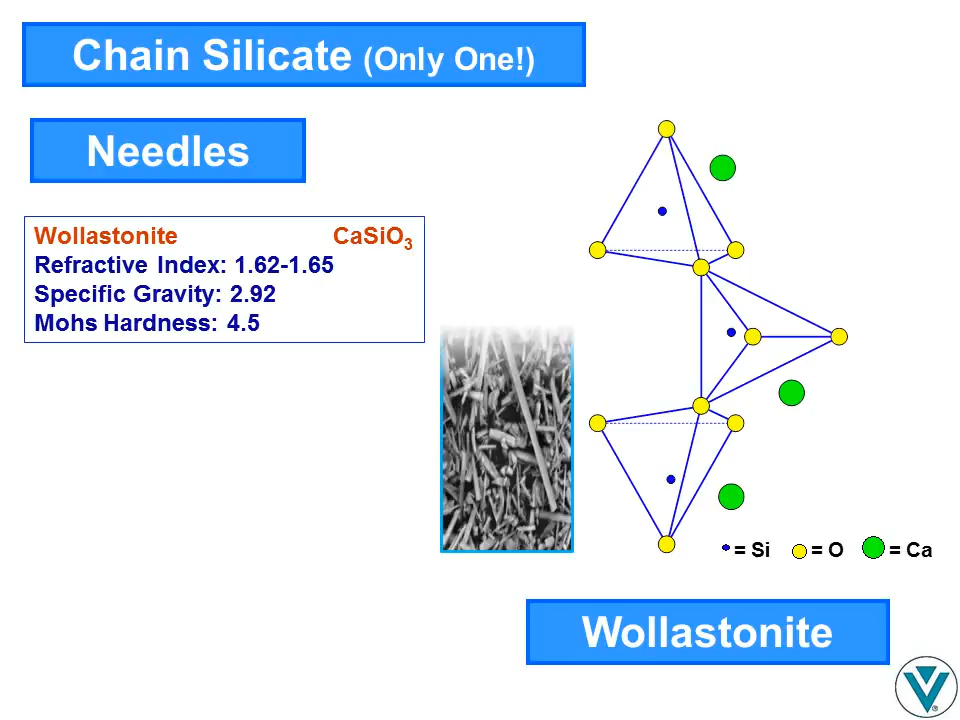 Chain Silicate (Only One!)
Needles
Wollastonite CaSiO3
Refractive Index: 1.62-1.65
Specific Gravity: 2.92
Mohs Hardness: 4.5
= Si = O = Ca
Wollastonite
®